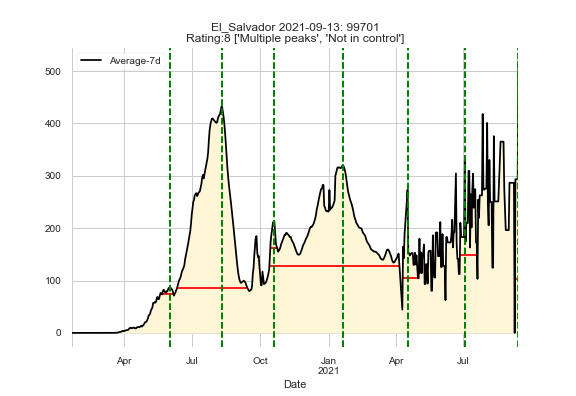 El_Salvador 2021-09-13: 99701
Rating:8 ['Multiple peaks', 'Not in control']
Average-7d
500
400
300
200
100
0
Apr
Jul
Oct
Jan
2021
Apr
Jul
Date